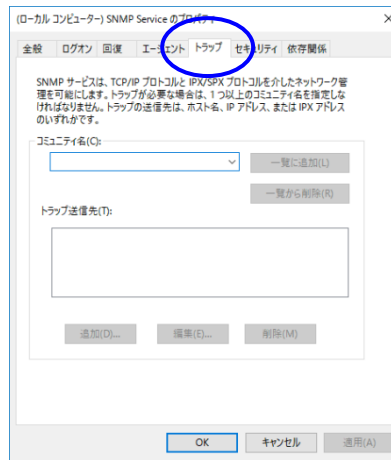 (ローカル コンピューター) SNMP Service のプロパティ
全般 ログオン 回復 エージェント トラップ セキュリティ 依存関係
SNMP サービスは、TCP/IP プロトコルと IPX/SPX プロトコルを介したネットワーク管
理を可能にします。トラップが必要な場合は、1 つ以上のコミュニティ名を指定しな
ければなりません。トラップの送信先は、ホスト名、IP アドレス、または IPX アドレス
のいずれかです。
コミュニティ名(C):
一覧に追加(L)
一覧から削除(R)
トラップ送信先(T):
追加(D)... 編集(E)... 削除(M)
OK キャンセル 適用(A)